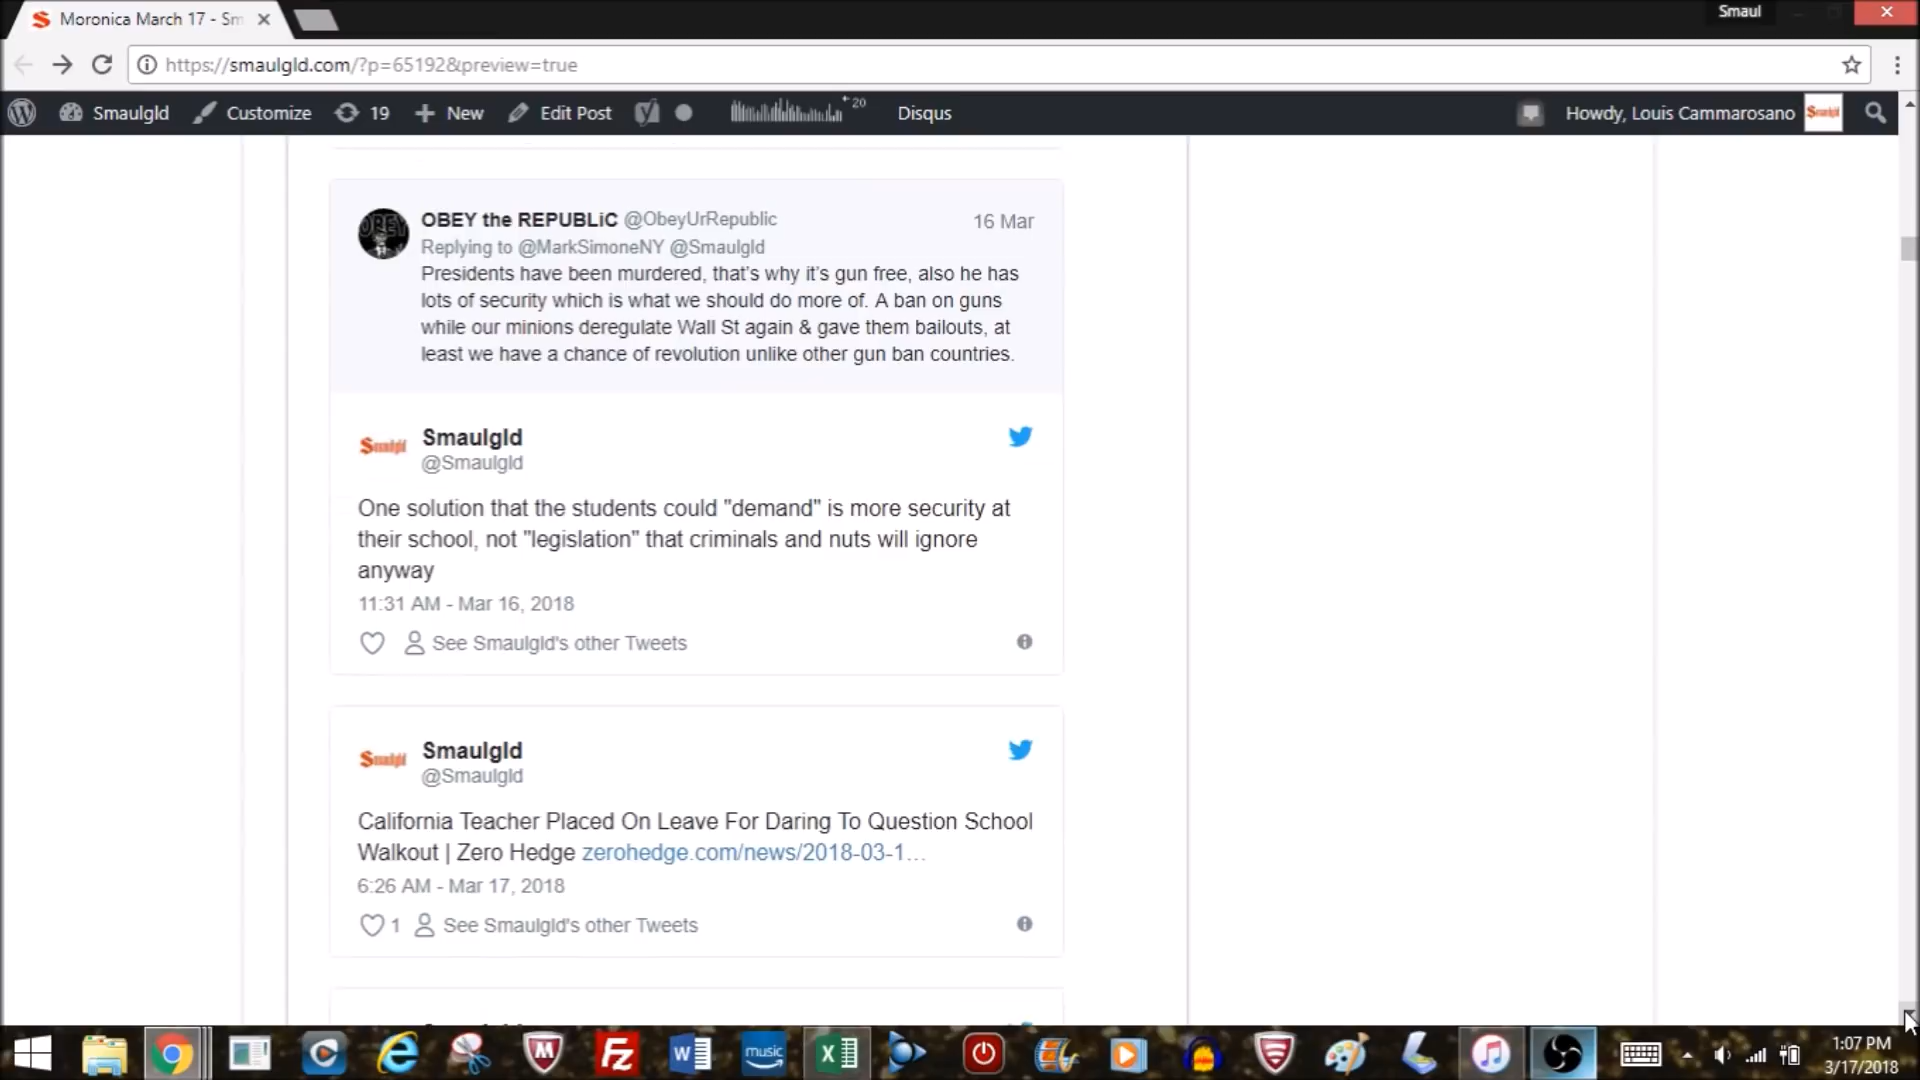 Moronica March 17 - Sm
Smaul
https://smaulgld.com/?p=65192&preview=true
Smaulgld Customize 19 New Edit Post +20 Disqus Howdy, Louis Cammarosano Smaulgld
OBEY the REPUBLiC @ObeyUrRepublic 16 Mar
Replying to @MarkSimoneNY @Smaulgld
Presidents have been murdered, that's why it's gun free, also he has
lots of security which is what we should do more of. A ban on guns
while our minions deregulate Wall St again & gave them bailouts, at
least we have a chance of revolution unlike other gun ban countries.
Smaulgld Smaulgld
@Smaulgld
One solution that the students could "demand" is more security at
their school, not "legislation" that criminals and nuts will ignore
anyway
11:31 AM - Mar 16, 2018
See Smaulgld's other Tweets
Smaulgld Smaulgld
@Smaulgld
California Teacher Placed On Leave For Daring To Question School
Walkout | Zero Hedge zerohedge.com/news/2018-03-1…
6:26 AM - Mar 17, 2018
1 See Smaulgld's other Tweets
music
1:07 PM
3/17/2018